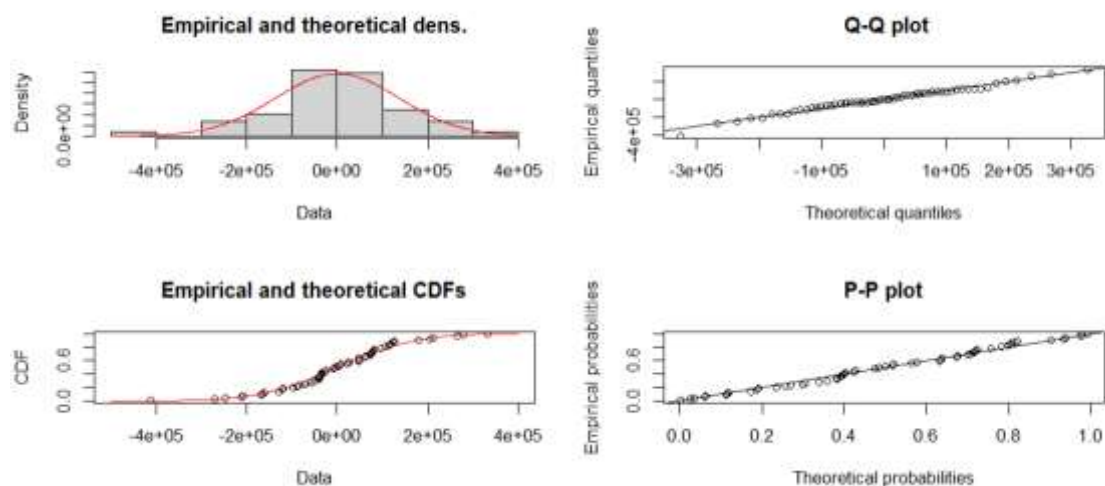 Empirical and theoretical dens.
Density
0.0e+00
-4e+05 -2e+05 0e+00 2e+05 4e+05
Data
Q-Q plot
Empirical quantiles
-4e+05
-3e+05 -1e+05 1e+05 2e+05 3e+05
Theoretical quantiles
Empirical and theoretical CDFs
CDF
0.0 0.6
-4e+05 -2e+05 0e+00 2e+05 4e+05
Data
P-P plot
Empirical probabilities
0.0 0.6
0.0 0.2 0.4 0.6 0.8 1.0
Theoretical probabilities